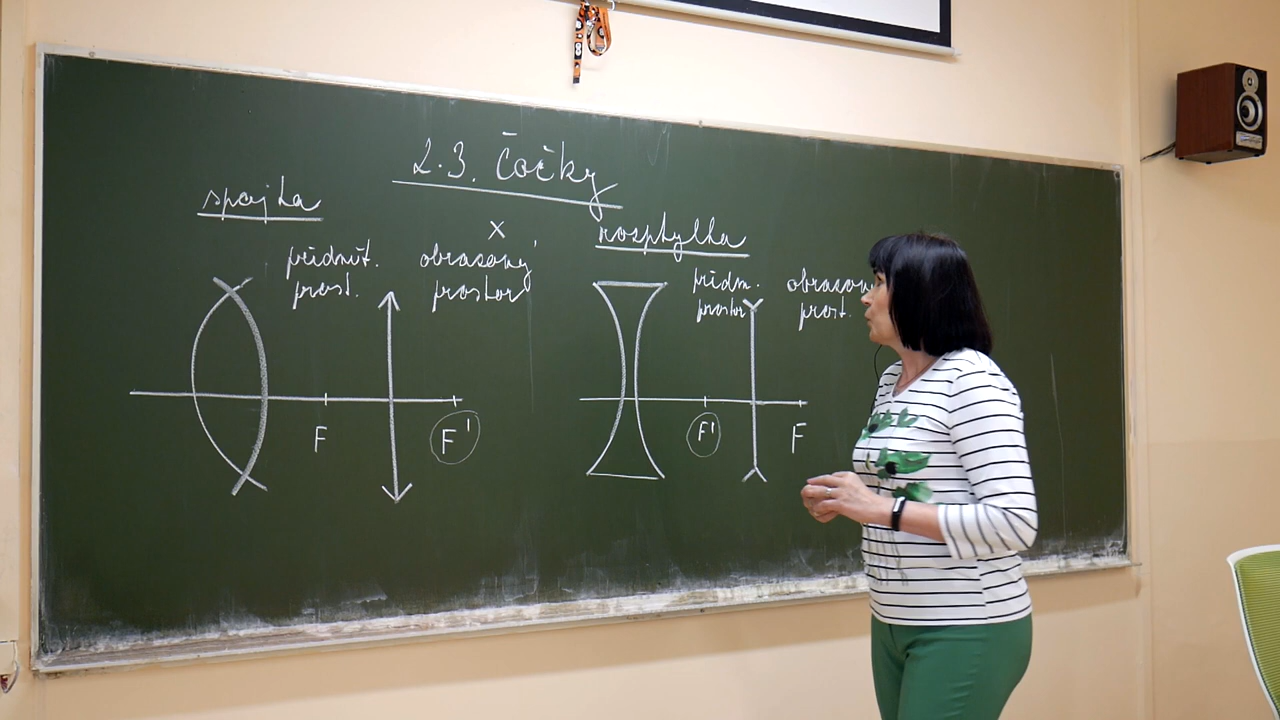 2.3. Čočky
spojka
x
rozptylka
předmět.
prost.
obrazový
prostor
předm.
prostor
obrazový
prost.
F
F'
F'
F